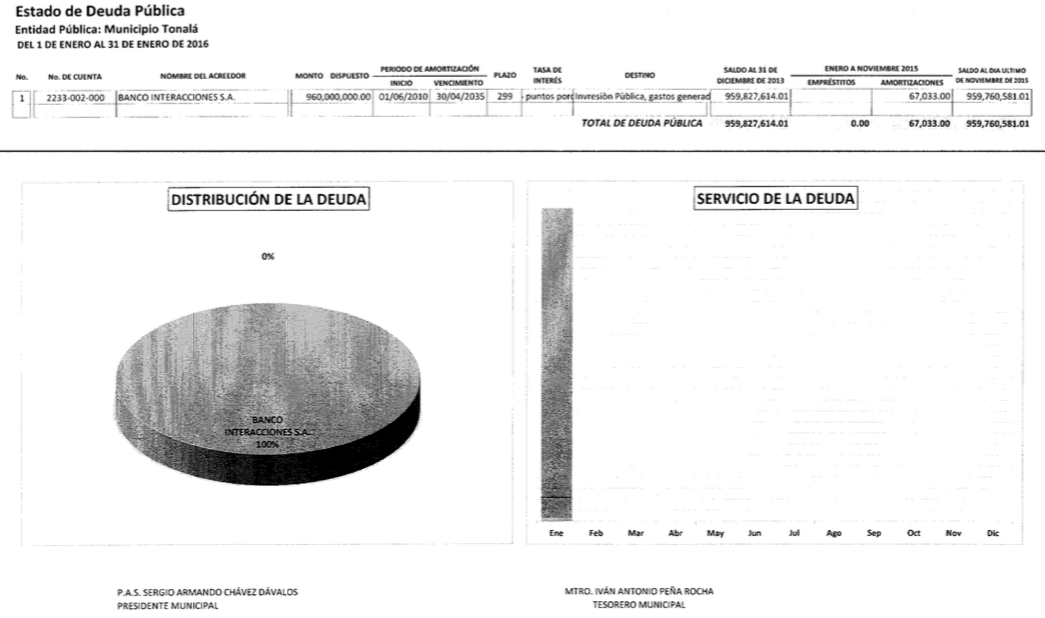 Estado de Deuda Pública
Entidad Pública: Municipio Tonalá
DEL 1 DE ENERO AL 31 DE ENERO DE 2016
No. No. DE CUENTA NOMBRE DEL ACREEDOR MONTO DISPUESTO PERIODO DE AMORTIZACIÓN PLAZO TASA DE INTERÉS DESTINO SALDO AL 31 DE DICIEMBRE DE 2013 ENERO A NOVIEMBRE 2015 SALDO AL DIA ULTIMO DE NOVIEMBRE DE 2015
INICIO VENCIMIENTO EMPRÉSTITOS AMORTIZACIONES
1 2233-002-000 BANCO INTERACCIONES S.A. 960,000,000.00 01/06/2010 30/04/2035 299 puntos por Invresión Pública, gastos generad 959,827,614.01 67,033.00 959,760,581.01
TOTAL DE DEUDA PÚBLICA 959,827,614.01 0.00 67,033.00 959,760,581.01
DISTRIBUCIÓN DE LA DEUDA
0%
BANCO
INTERACCIONES S.A.
100%
SERVICIO DE LA DEUDA
Ene Feb Mar Abr May Jun Jul Ago Sep Oct Nov Dic
P.A.S. SERGIO ARMANDO CHÁVEZ DÁVALOS
PRESIDENTE MUNICIPAL
MTRO. IVÁN ANTONIO PEÑA ROCHA
TESORERO MUNICIPAL